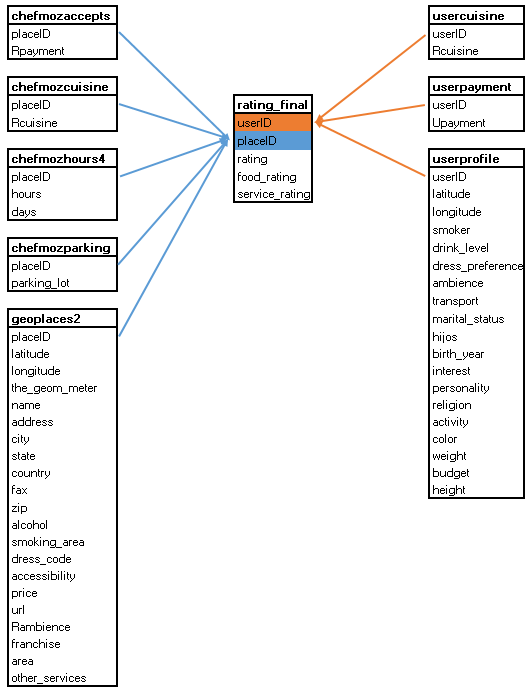 chefmozaccepts
placeID
Rpayment
chefmozcuisine
placeID
Rcuisine
chefmozhours4
placeID
hours
days
chefmozparking
placeID
parking_lot
geoplaces2
placeID
latitude
longitude
the_geom_meter
name
address
city
state
country
fax
zip
alcohol
smoking_area
dress_code
accessibility
price
url
Rambience
franchise
area
other_services
rating_final
userID
placeID
rating
food_rating
service_rating
usercuisine
userID
Rcuisine
userpayment
userID
Upayment
userprofile
userID
latitude
longitude
smoker
drink_level
dress_preference
ambience
transport
marital_status
hijos
birth_year
interest
personality
religion
activity
color
weight
budget
height